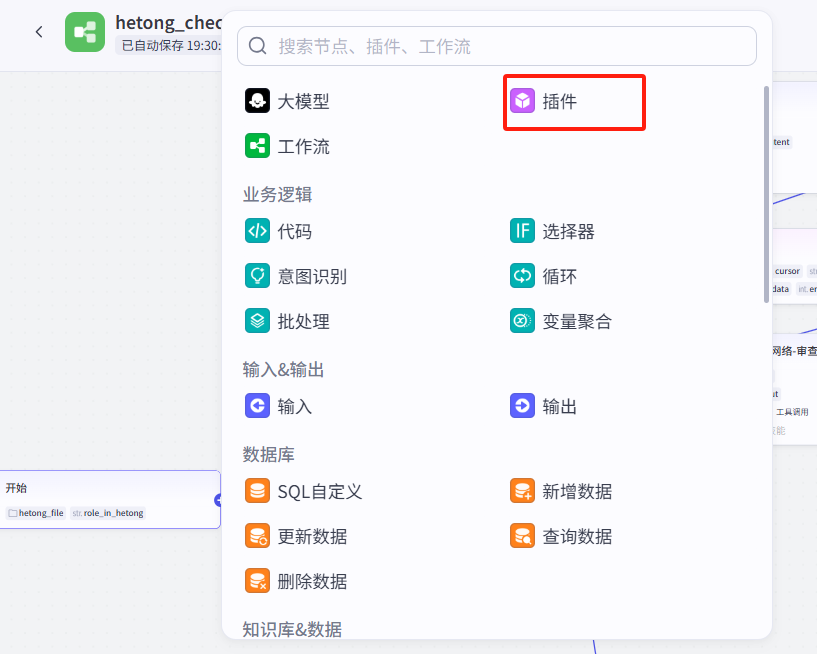 hetong_chec
已自动保存 19:30:
搜索节点、插件、工作流
大模型
插件
工作流
业务逻辑
代码
选择器
意图识别
循环
批处理
变量聚合
输入&输出
输入
输出
数据库
SQL自定义
新增数据
更新数据
查询数据
删除数据
知识库&数据
开始
hetong_file
str. role_in_hetong
tent
cursor
data int. er
网络-审查
ut
工具调用
技能